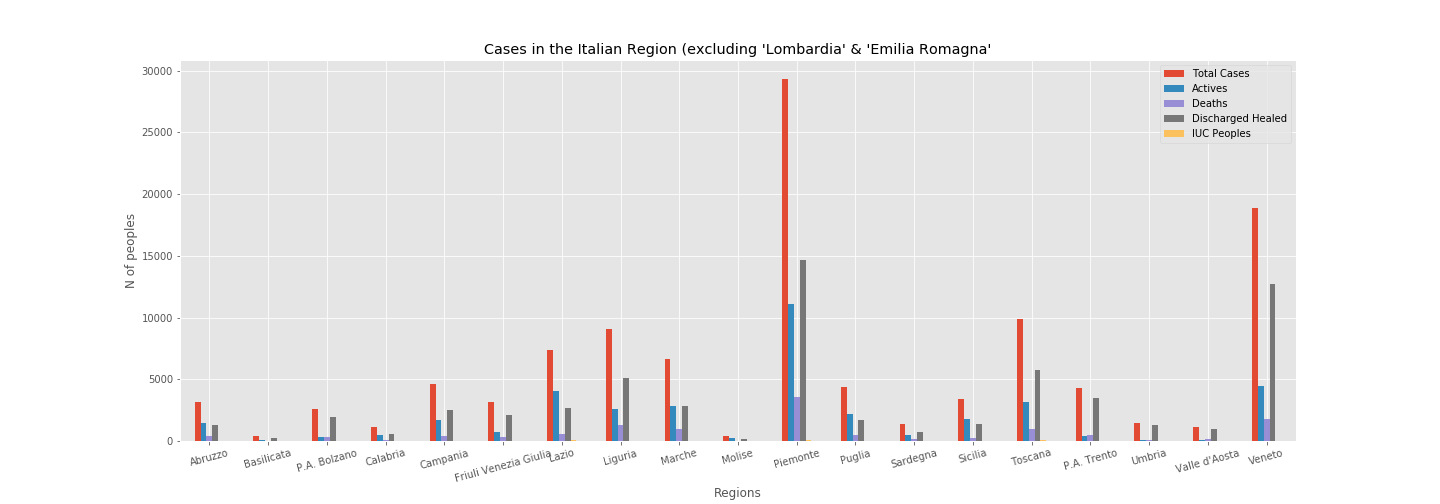 Cases in the Italian Region (excluding 'Lombardia' & 'Emilia Romagna'
30000
25000
20000
15000
10000
5000
0
N of peoples
Total Cases
Actives
Deaths
Discharged Healed
IUC Peoples
Abruzzo
Basilicata
P.A. Bolzano
Calabria
Campania
Friuli Venezia Giulia
Lazio
Liguria
Marche
Molise
Piemonte
Puglia
Sardegna
Sicilia
Toscana
P.A. Trento
Umbria
Valle d'Aosta
Veneto
Regions